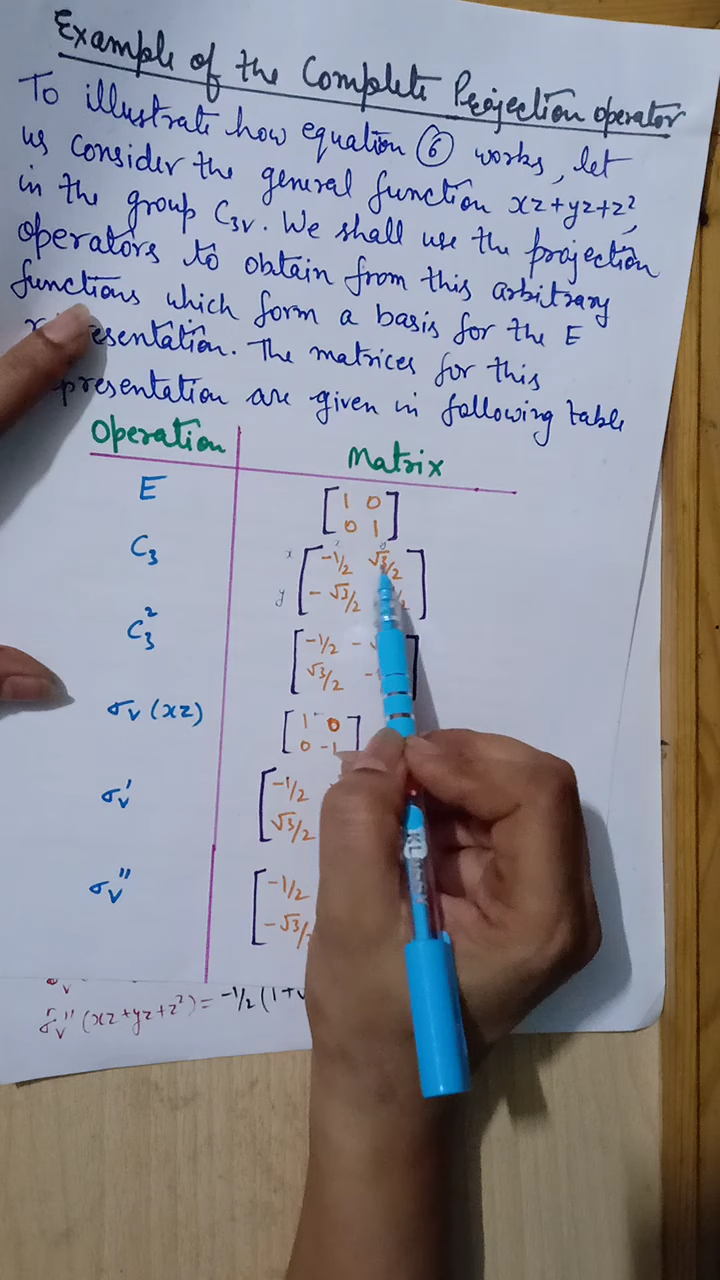 Example of the Complete Projection operator
To illustrate how equation ⑥ works, let
us consider the general function xz+yz+z²,
in the group C₃ᵥ. We shall use the projection
operators to obtain from this arbitrary
functions which form a basis for the E
esentation. The matrices for this
presentation are given in following table
Operation Matrix
E [1 0
0 1]
C₃ x y
x [-1/2 √3/2
y -√3/2
C₃² [-1/2 -
√3/2 -
σᵥ(xz) [1 0
0 -1]
σᵥ' [-1/2
√3/2
σᵥ'' [-1/2
-√3/
σᵥ
σᵥ''(xz+yz+z²) = -1/2(1+
KL